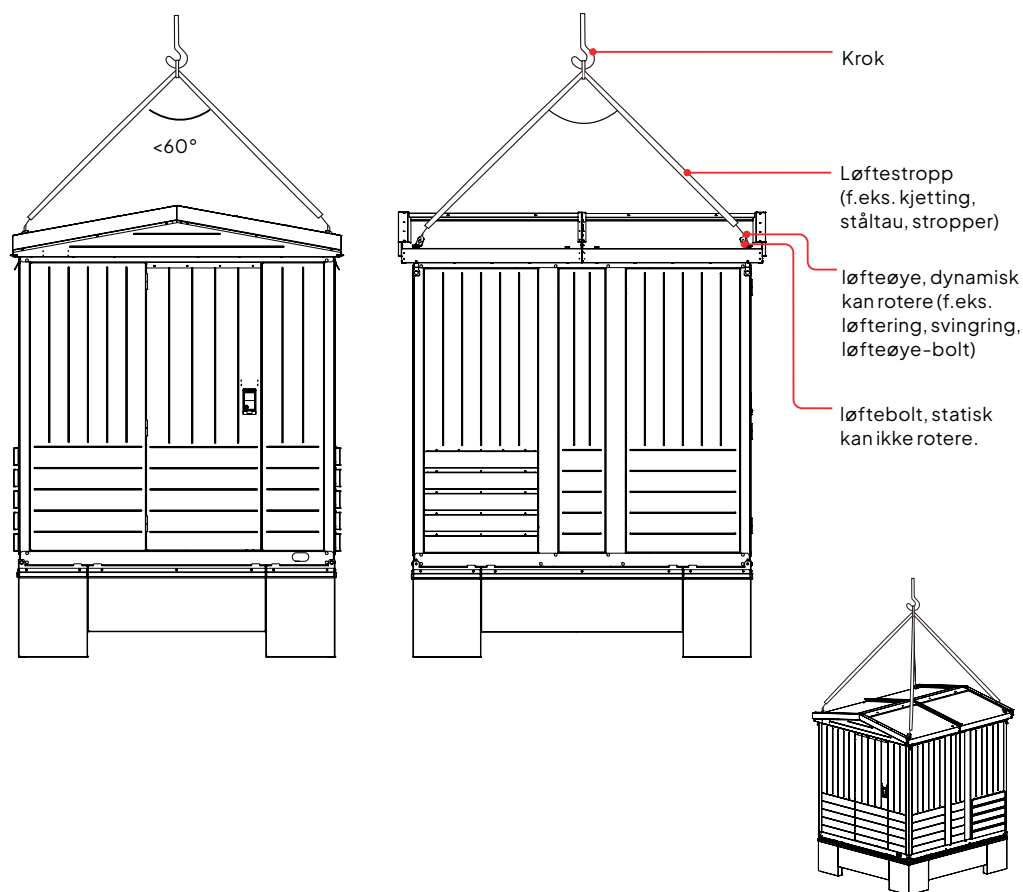 Krok
<60°
Løftestropp
(f.eks. kjetting,
ståltau, stropper)
løfteøye, dynamisk
kan rotere (f.eks.
løftering, svingring,
løfteøye-bolt)
løftebolt, statisk
kan ikke rotere.